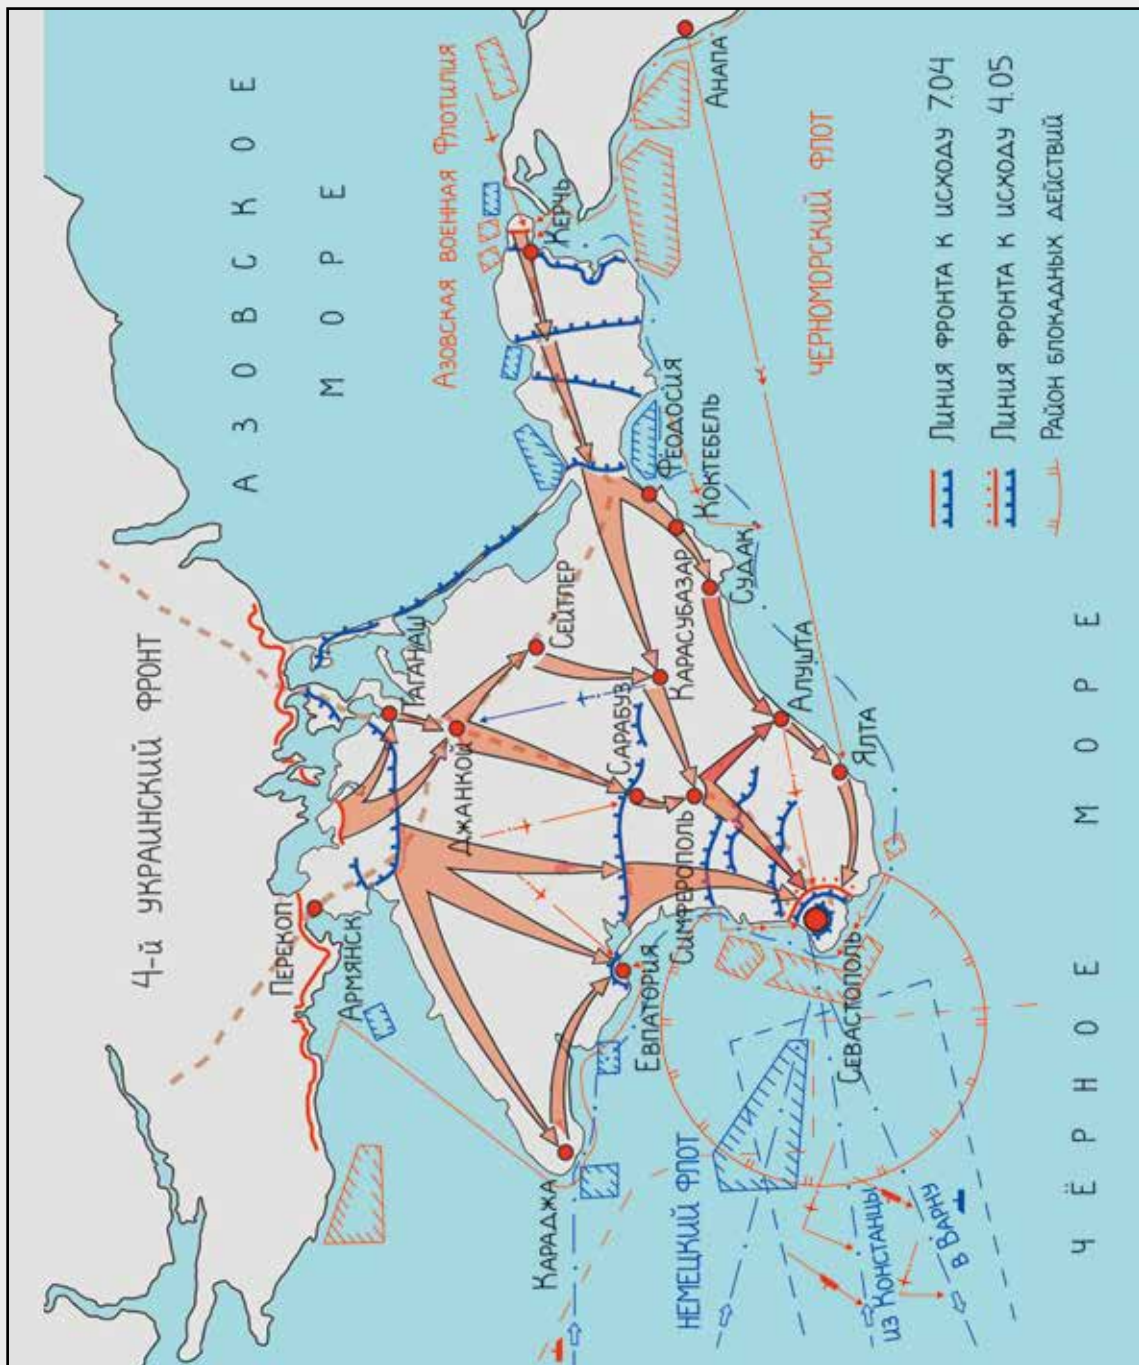 4-й УКРАИНСКИЙ ФРОНТ
АЗОВСКОЕ
МОРЕ
ПЕРЕКОП
АРМЯНСК
ТАГАНАШ
ДЖАНКОЙ
СЕЙТЛЕР
АЗОВСКАЯ ВОЕННАЯ ФЛОТИЛИЯ
КЕРЧЬ
АНАПА
КАРАДЖА
ЕВПАТОРИЯ
САРАБУЗ
СИМФЕРОПОЛЬ
КАРАСУБАЗАР
ФЕОДОСИЯ
КОКТЕБЕЛЬ
СУДАК
АЛУШТА
ЯЛТА
СЕВАСТОПОЛЬ
ЧЕРНОМОРСКИЙ ФЛОТ
НЕМЕЦКИЙ ФЛОТ
ИЗ КОНСТАНЦЫ
В ВАРНУ
ЧЁРНОЕ МОРЕ
ЛИНИЯ ФРОНТА К ИСХОДУ 7.04
ЛИНИЯ ФРОНТА К ИСХОДУ 4.05
РАЙОН БЛОКАДНЫХ ДЕЙСТВИЙ